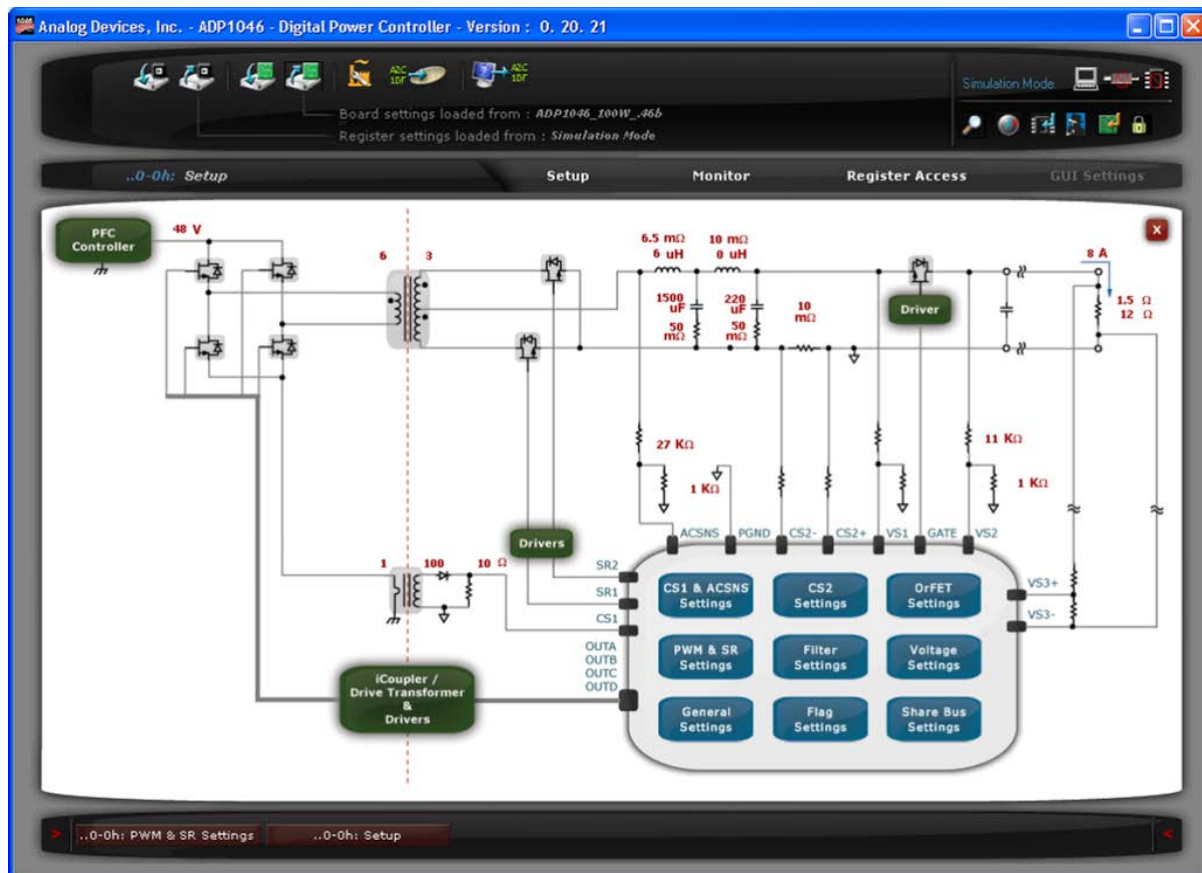 Analog Devices, Inc. - ADP1046 - Digital Power Controller - Version : 0. 20. 21
A2C
1DF
A2C
1DF
Simulation Mode
Board settings loaded from : ADP1046_100W_.46b
Register settings loaded from : Simulation Mode
..0-0h: Setup
Setup
Monitor
Register Access
GUI Settings
PFC
Controller
48 V
6
3
6.5 mΩ
6 uH
10 mΩ
0 uH
X
8 A
1500
uF
50
mΩ
220
uF
50
mΩ
10
mΩ
Driver
1.5 Ω
12 Ω
27 KΩ
1 KΩ
11 KΩ
1 KΩ
ACSNS
PGND
CS2-
CS2+
VS1
GATE
VS2
Drivers
1
100
10 Ω
SR2
SR1
CS1
OUTA
OUTB
OUTC
OUTD
VS3+
VS3-
CS1 & ACSNS
Settings
CS2
Settings
OrFET
Settings
PWM & SR
Settings
Filter
Settings
Voltage
Settings
General
Settings
Flag
Settings
Share Bus
Settings
iCoupler /
Drive Transformer
&
Drivers
> ..0-0h: PWM & SR Settings
..0-0h: Setup
<